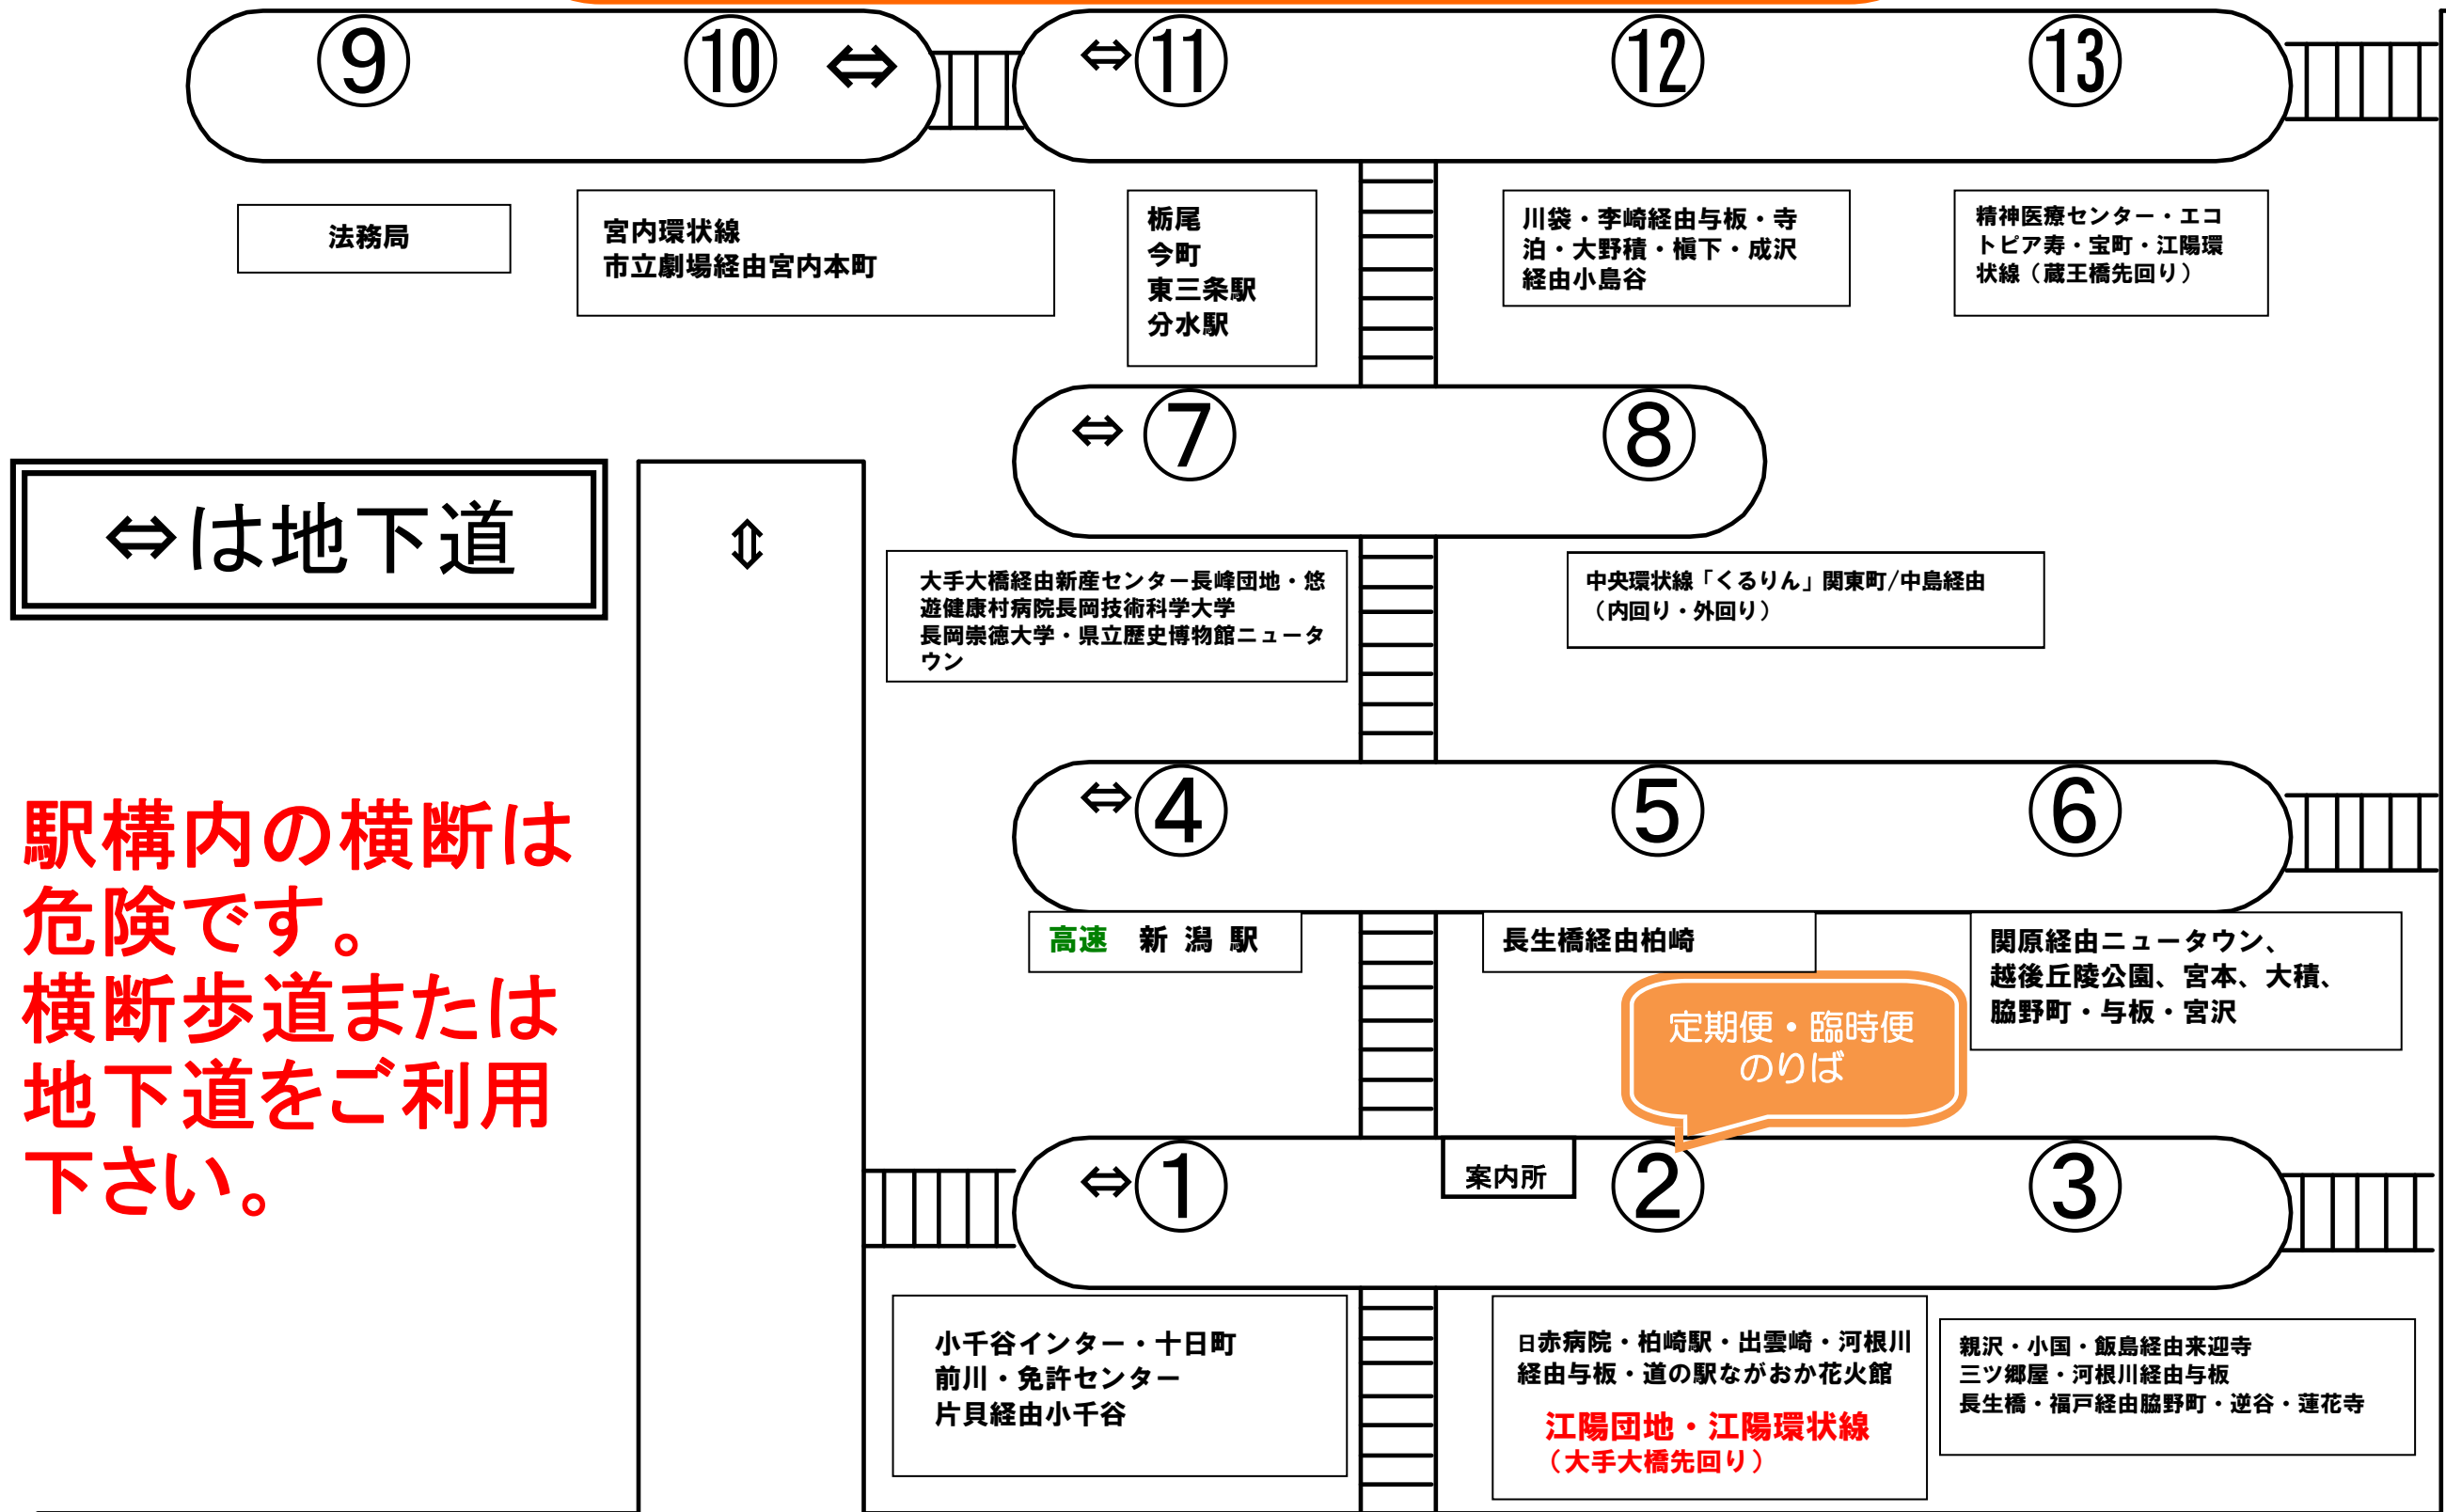 ⑨ ⑩ ⇔ ⇔ ⑪ ⑫ ⑬
法務局
宮内環状線
市立劇場経由宮内本町
栃尾
今町
東三条駅
分水駅
川袋・李崎経由与板・寺
泊・大野積・槇下・成沢
経由小島谷
精神医療センター・エコ
トピア寿・宝町・江陽環
状線（蔵王橋先回り）
⇔ ⑦ ⑧
⇔は地下道
⇕
大手大橋経由新産センター長峰団地・悠
遊健康村病院長岡技術科学大学
長岡崇徳大学・県立歴史博物館ニュータ
ウン
中央環状線「くるりん」関東町/中島経由
（内回り・外回り）
⇔ ④ ⑤ ⑥
駅構内の横断は
危険です。
横断歩道または
地下道をご利用
下さい。
高速　新 潟 駅
長生橋経由柏崎
関原経由ニュータウン、
越後丘陵公園、宮本、大積、
脇野町・与板・宮沢
定期便・臨時便
のりば
⇔ ① 案内所 ② ③
小千谷インター・十日町
前川・免許センター
片貝経由小千谷
日赤病院・柏崎駅・出雲崎・河根川
経由与板・道の駅ながおか花火館
江陽団地・江陽環状線
（大手大橋先回り）
親沢・小国・飯島経由来迎寺
三ツ郷屋・河根川経由与板
長生橋・福戸経由脇野町・逆谷・蓮花寺